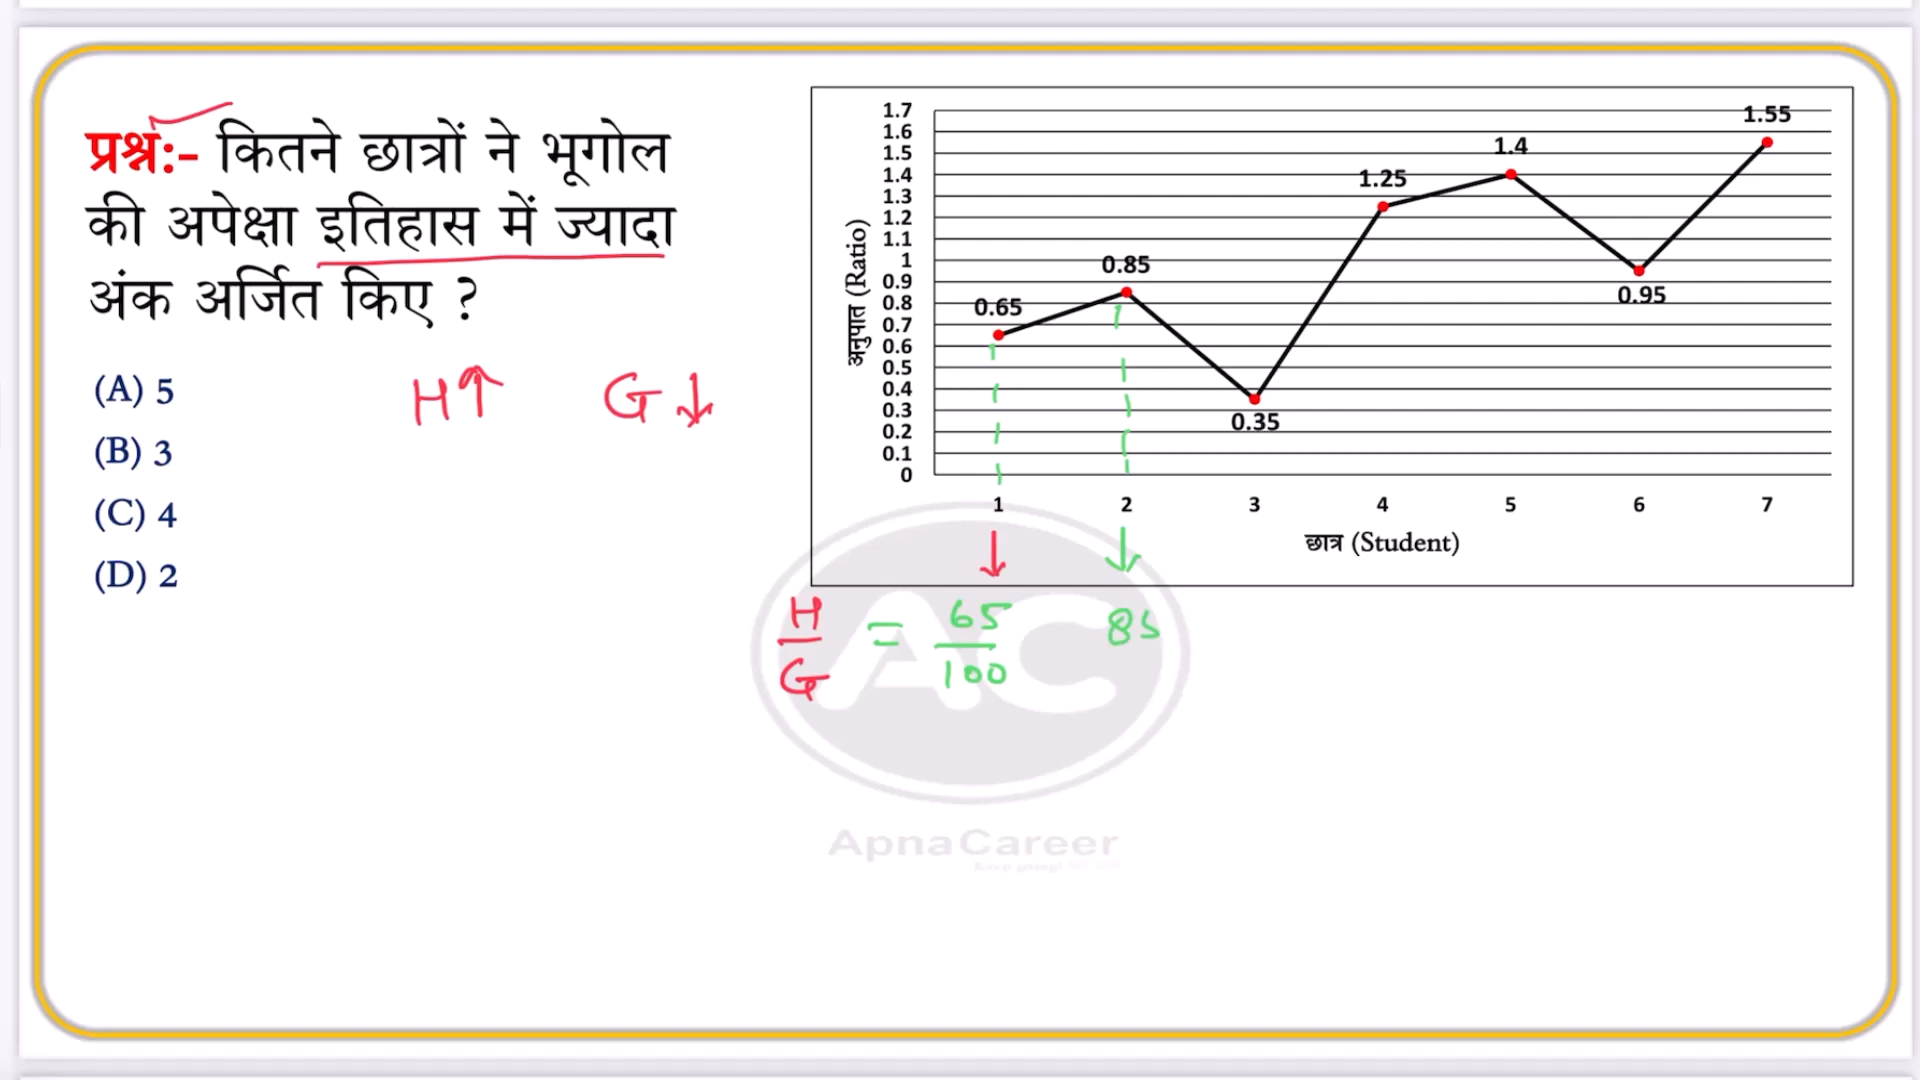 प्रश्न:- कितने छात्रों ने भूगोल
की अपेक्षा इतिहास में ज्यादा
अंक अर्जित किए ?
(A) 5
(B) 3
(C) 4
(D) 2
H↑ G↓
अनुपात (Ratio)
1.7
1.6
1.5
1.4
1.3
1.2
1.1
1
0.9
0.8
0.7
0.6
0.5
0.4
0.3
0.2
0.1
0
0.65
0.85
0.35
1.25
1.4
0.95
1.55
1 2 3 4 5 6 7
छात्र (Student)
H/G = 65/100 85
AC
ApnaCareer